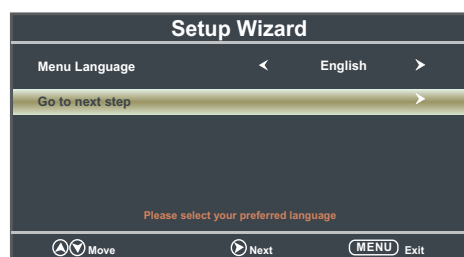 Setup Wizard
Menu Language English
Go to next step
Please select your preferred language
Move Next MENU Exit